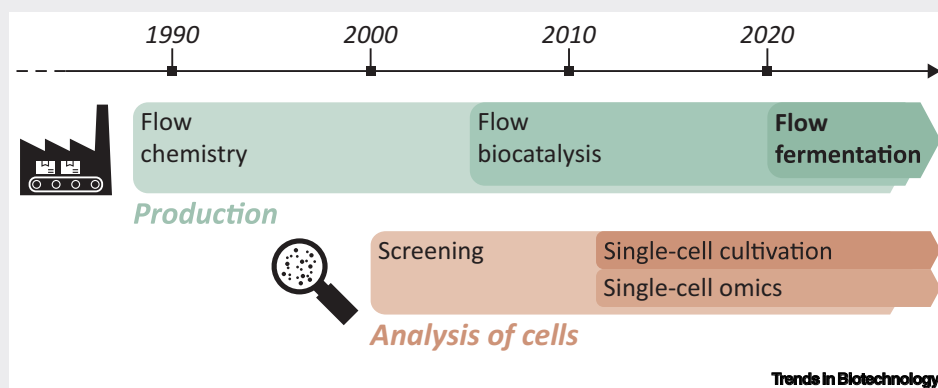 1990 2000 2010 2020
Flow
chemistry
Flow
biocatalysis
Flow
fermentation
Production
Screening
Single-cell cultivation
Single-cell omics
Analysis of cells
Trends in Biotechnology